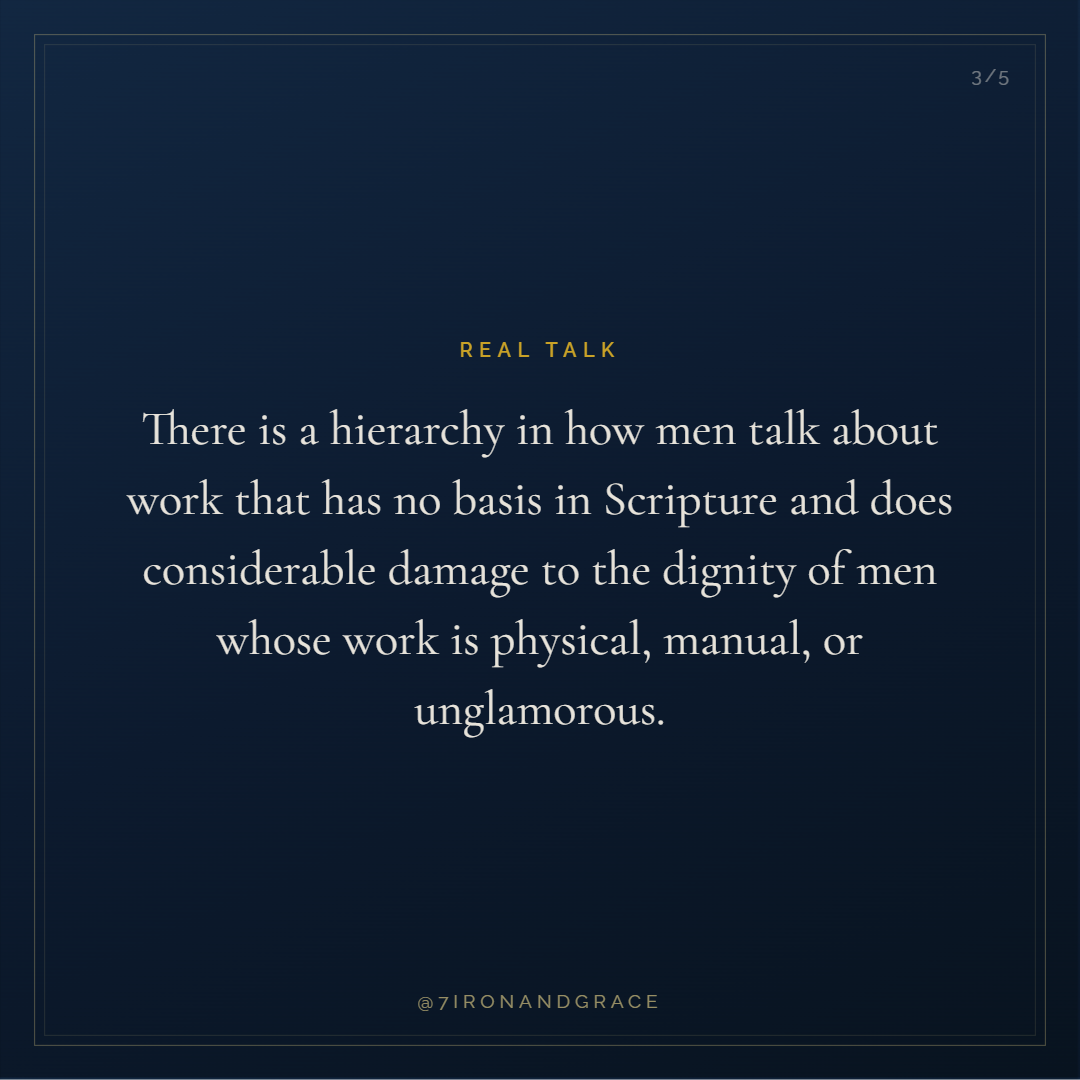 3/5
REAL TALK
There is a hierarchy in how men talk about
work that has no basis in Scripture and does
considerable damage to the dignity of men
whose work is physical, manual, or
unglamorous.
@7IRONANDGRACE